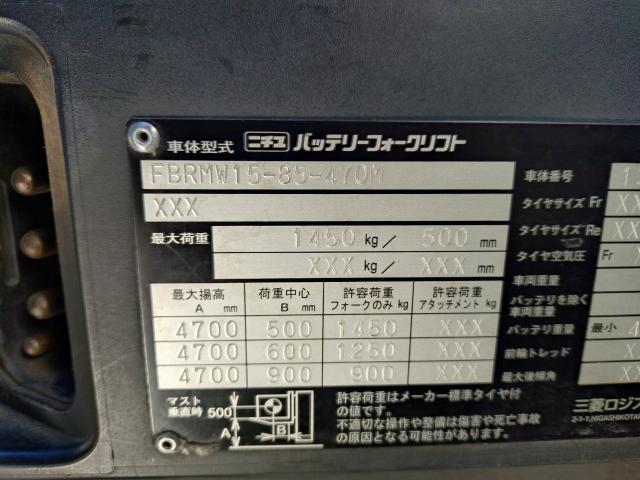 車体型式 ニチユ バッテリーフォークリフト
FBRMW15-85-470M
XXX
最大荷重 1450 kg / 500 mm
XXX kg / XXX mm
最大揚高 A mm 荷重中心 B mm 許容荷重 フォークのみ kg 許容荷重 アタッチメント kg
4700 500 1450 XXX
4700 600 1250 XXX
4700 900 900 XXX
マスト垂直時 500 A B
許容荷重はメーカー標準タイヤ付
の値です。
不適切な操作や整備は傷害や死亡事故
の原因となる可能性があります。
車体番号
タイヤサイズ Fr
タイヤサイズ Re
タイヤ空気圧 Fr
車両重量
バッテリを除く
車両重量
バッテリ重量 最小
前輪トレッド
最大後傾角
三菱ロジス
2-1-1,HIGASHIKOTA